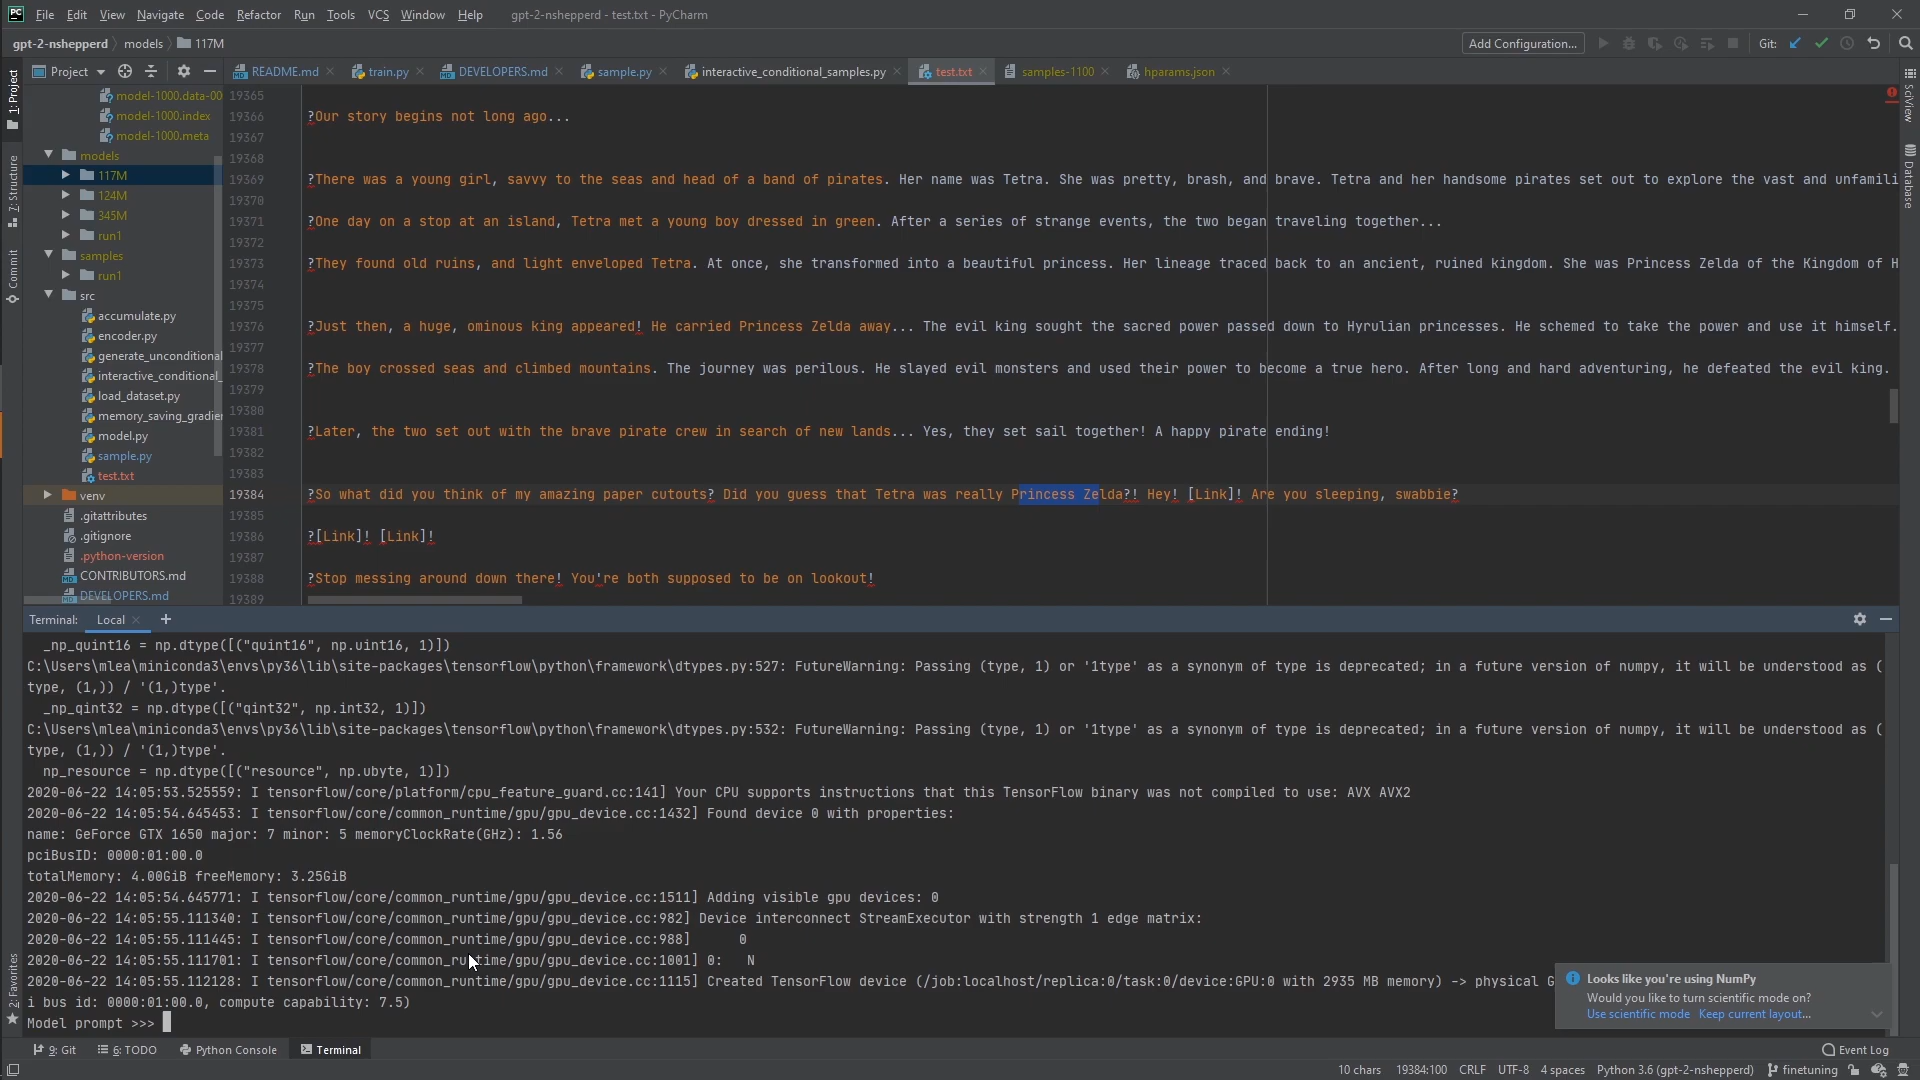 PC File Edit View Navigate Code Refactor Run Tools VCS Window Help gpt-2-nshepperd - test.txt - PyCharm
gpt-2-nshepperd models 117M Add Configuration... Git:
Project README.md train.py DEVELOPERS.md sample.py interactive_conditional_samples.py test.txt samples-1100 hparams.json
1: Project
7: Structure
Commit
2: Favorites
SciView
Database
model-1000.data-00
model-1000.index
model-1000.meta
models
117M
124M
345M
run1
samples
run1
src
accumulate.py
encoder.py
generate_unconditional
interactive_conditional_
load_dataset.py
memory_saving_gradie
model.py
sample.py
test.txt
venv
.gitattributes
.gitignore
.python-version
CONTRIBUTORS.md
DEVELOPERS.md
19365
19366 ?Our story begins not long ago...
19367
19368
19369 ?There was a young girl, savvy to the seas and head of a band of pirates. Her name was Tetra. She was pretty, brash, and brave. Tetra and her handsome pirates set out to explore the vast and unfamili
19370
19371 ?One day on a stop at an island, Tetra met a young boy dressed in green. After a series of strange events, the two began traveling together...
19372
19373 ?They found old ruins, and light enveloped Tetra. At once, she transformed into a beautiful princess. Her lineage traced back to an ancient, ruined kingdom. She was Princess Zelda of the Kingdom of H
19374
19375
19376 ?Just then, a huge, ominous king appeared! He carried Princess Zelda away... The evil king sought the sacred power passed down to Hyrulian princesses. He schemed to take the power and use it himself.
19377
19378 ?The boy crossed seas and climbed mountains. The journey was perilous. He slayed evil monsters and used their power to become a true hero. After long and hard adventuring, he defeated the evil king.
19379
19380
19381 ?Later, the two set out with the brave pirate crew in search of new lands... Yes, they set sail together! A happy pirate ending!
19382
19383
19384 ?So what did you think of my amazing paper cutouts? Did you guess that Tetra was really Princess Zelda?! Hey! [Link]! Are you sleeping, swabbie?
19385
19386 ?[Link]! [Link]!
19387
19388 ?Stop messing around down there! You're both supposed to be on lookout!
19389
Terminal: Local
_np_quint16 = np.dtype([("quint16", np.uint16, 1)])
C:\Users\mlea\miniconda3\envs\py36\lib\site-packages\tensorflow\python\framework\dtypes.py:527: FutureWarning: Passing (type, 1) or '1type' as a synonym of type is deprecated; in a future version of numpy, it will be understood as (
type, (1,)) / '(1,)type'.
_np_qint32 = np.dtype([("qint32", np.int32, 1)])
C:\Users\mlea\miniconda3\envs\py36\lib\site-packages\tensorflow\python\framework\dtypes.py:532: FutureWarning: Passing (type, 1) or '1type' as a synonym of type is deprecated; in a future version of numpy, it will be understood as (
type, (1,)) / '(1,)type'.
np_resource = np.dtype([("resource", np.ubyte, 1)])
2020-06-22 14:05:53.525559: I tensorflow/core/platform/cpu_feature_guard.cc:141] Your CPU supports instructions that this TensorFlow binary was not compiled to use: AVX AVX2
2020-06-22 14:05:54.645453: I tensorflow/core/common_runtime/gpu/gpu_device.cc:1432] Found device 0 with properties:
name: GeForce GTX 1650 major: 7 minor: 5 memoryClockRate(GHz): 1.56
pciBusID: 0000:01:00.0
totalMemory: 4.00GiB freeMemory: 3.25GiB
2020-06-22 14:05:54.645771: I tensorflow/core/common_runtime/gpu/gpu_device.cc:1511] Adding visible gpu devices: 0
2020-06-22 14:05:55.111340: I tensorflow/core/common_runtime/gpu/gpu_device.cc:982] Device interconnect StreamExecutor with strength 1 edge matrix:
2020-06-22 14:05:55.111445: I tensorflow/core/common_runtime/gpu/gpu_device.cc:988] 0
2020-06-22 14:05:55.111701: I tensorflow/core/common_runtime/gpu/gpu_device.cc:1001] 0: N
2020-06-22 14:05:55.112128: I tensorflow/core/common_runtime/gpu/gpu_device.cc:1115] Created TensorFlow device (/job:localhost/replica:0/task:0/device:GPU:0 with 2935 MB memory) -> physical G
i bus id: 0000:01:00.0, compute capability: 7.5)
Model prompt >>>
Looks like you're using NumPy
Would you like to turn scientific mode on?
Use scientific mode Keep current layout...
9: Git 6: TODO Python Console Terminal Event Log
10 chars 19384:100 CRLF UTF-8 4 spaces Python 3.6 (gpt-2-nshepperd) finetuning